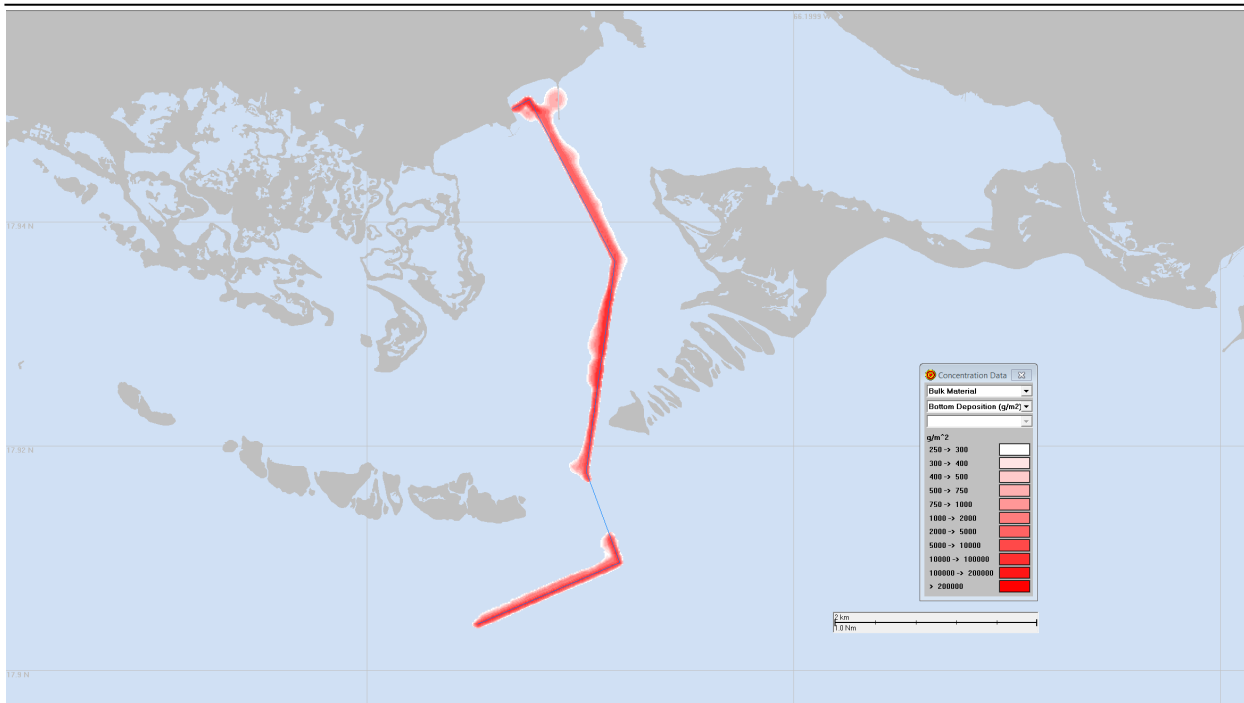 66.1999 W
17.94 N
17.92 N
17.9 N
Concentration Data
Bulk Material
Bottom Deposition (g/m2)
g/m^2
250 -> 300
300 -> 400
400 -> 500
500 -> 750
750 -> 1000
1000 -> 2000
2000 -> 5000
5000 -> 10000
10000 -> 100000
100000 -> 200000
> 200000
2 km
1.0 Nm